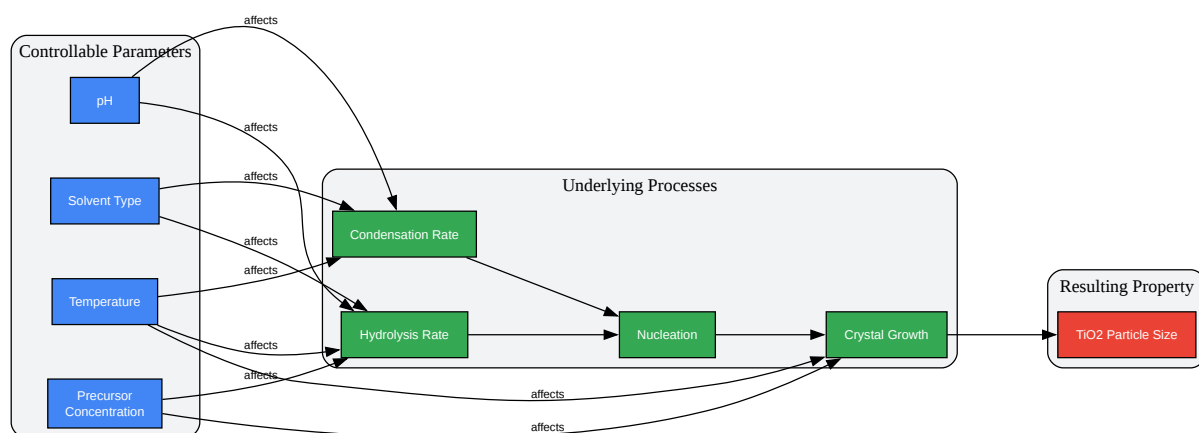 affects
Controllable Parameters
pH
affects
Solvent Type
affects
Underlying Processes
Condensation Rate
affects
affects
Temperature
Hydrolysis Rate
Nucleation
Crystal Growth
Resulting Property
TiO2 Particle Size
affects
affects
Precursor
Concentration
affects
affects